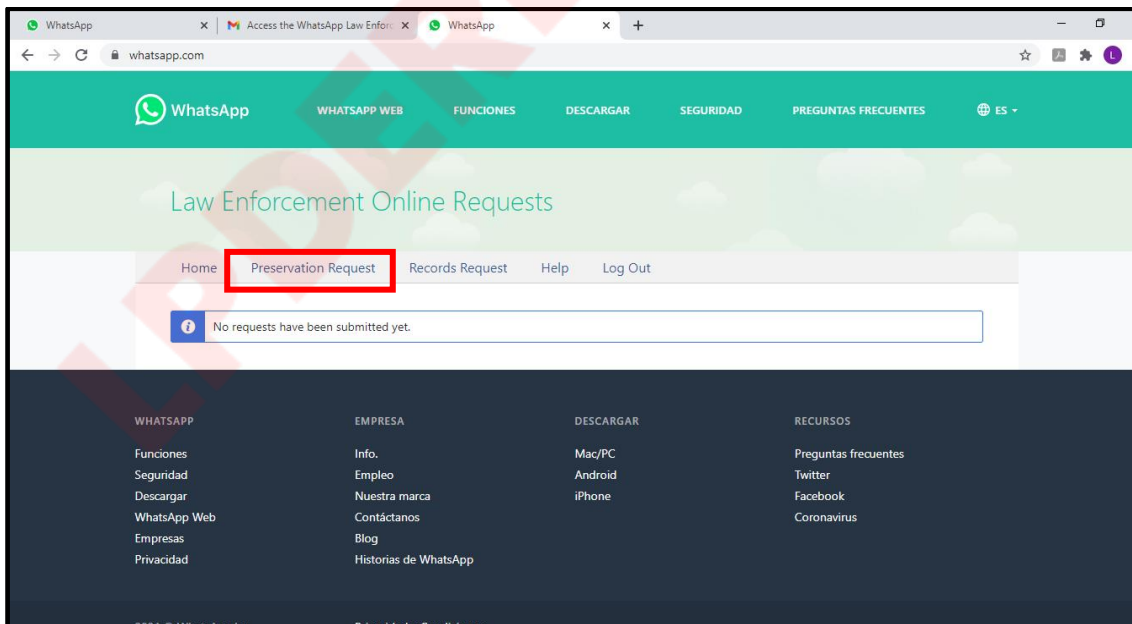 WhatsApp
Access the WhatsApp Law Enforc
WhatsApp
whatsapp.com
L
WhatsApp WHATSAPP WEB FUNCIONES DESCARGAR SEGURIDAD PREGUNTAS FRECUENTES ES
Law Enforcement Online Requests
Home Preservation Request Records Request Help Log Out
No requests have been submitted yet.
WHATSAPP EMPRESA DESCARGAR RECURSOS
Funciones Info. Mac/PC Preguntas frecuentes
Seguridad Empleo Android Twitter
Descargar Nuestra marca iPhone Facebook
WhatsApp Web Contáctanos Coronavirus
Empresas Blog
Privacidad Historias de WhatsApp